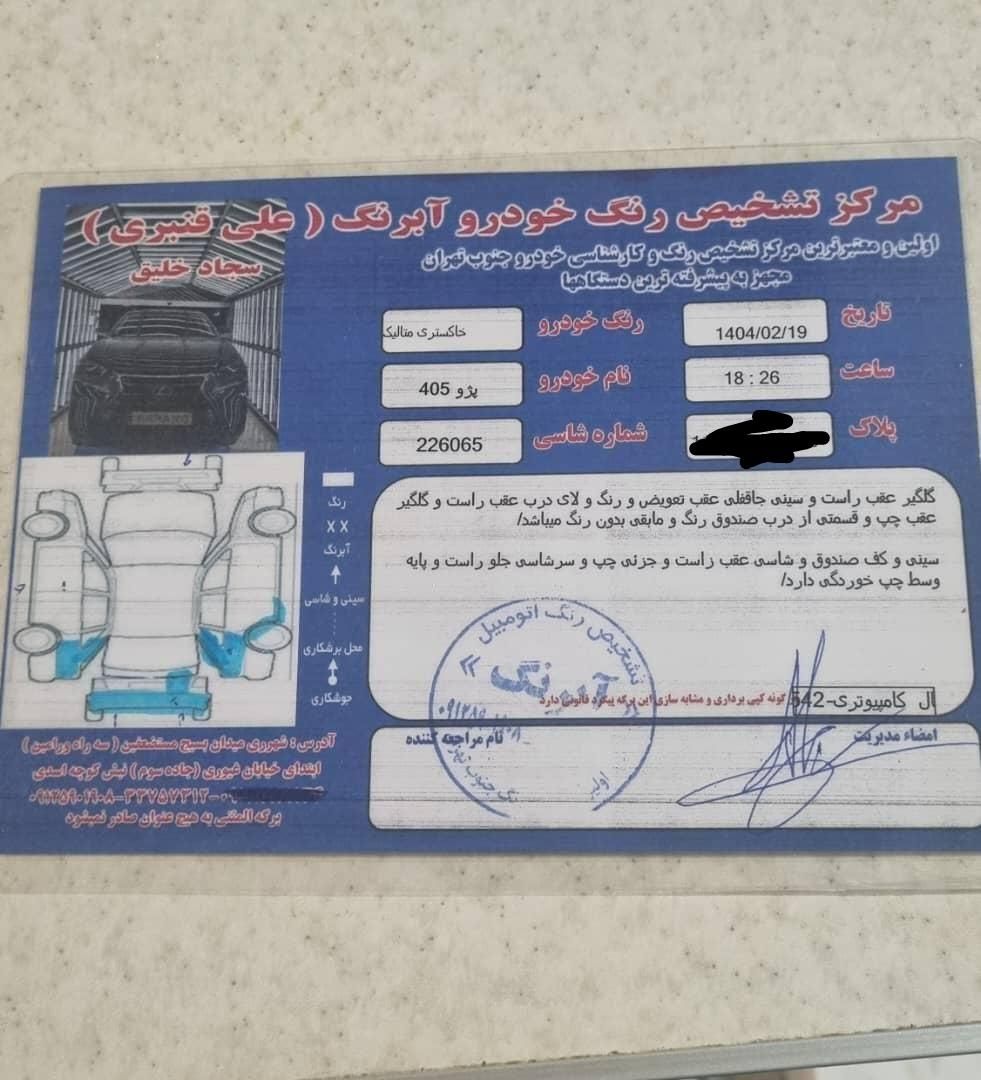 مرکز تشخیص رنگ خودرو آبرنگ ( علی قنبری )
سجاد خلیق
اولین و معتبرترین مرکز تشخیص رنگ و کارشناسی خودرو جنوب تهران
مجهز به پیشرفته ترین دستگاهها
تاریخ 1404/02/19
رنگ خودرو خاکستری متالیک
ساعت 18 : 26
نام خودرو پژو 405
پلاک
شماره شاسی 226065
گلگیر عقب راست و سینی جاقفلی عقب تعویض و رنگ و لای درب عقب راست و گلگیر
عقب چپ و قسمتی از درب صندوق رنگ و مابقی بدون رنگ میباشد/
سینی و کف صندوق و شاسی عقب راست و جزئی چپ و سرشاسی جلو راست و پایه
وسط چپ خوردگی دارد/
رنگ
X X
آبرنگ
سینی و شاسی
محل برشکاری
جوشکاری
تشخیص رنگ اتومبیل
آبرنگ
اولین
جنوب تهران
ال کامپیوتری-542
گونه کپی برداری و مشابه سازی این برگه پیگرد قانونی دارد
امضاء مدیریت
نام مراجعه کننده
آدرس : شهرری میدان بسیج مستضعفین ( سه راه ورامین )
ابتدای خیابان غیوری (جاده سوم ) نبش کوچه اسدی
۰۹۱۲۵۹۰۱۹۰۸-۳۳۷۵۷۳۱۲-۰۹
برگه المثنی به هیچ عنوان صادر نمیشود